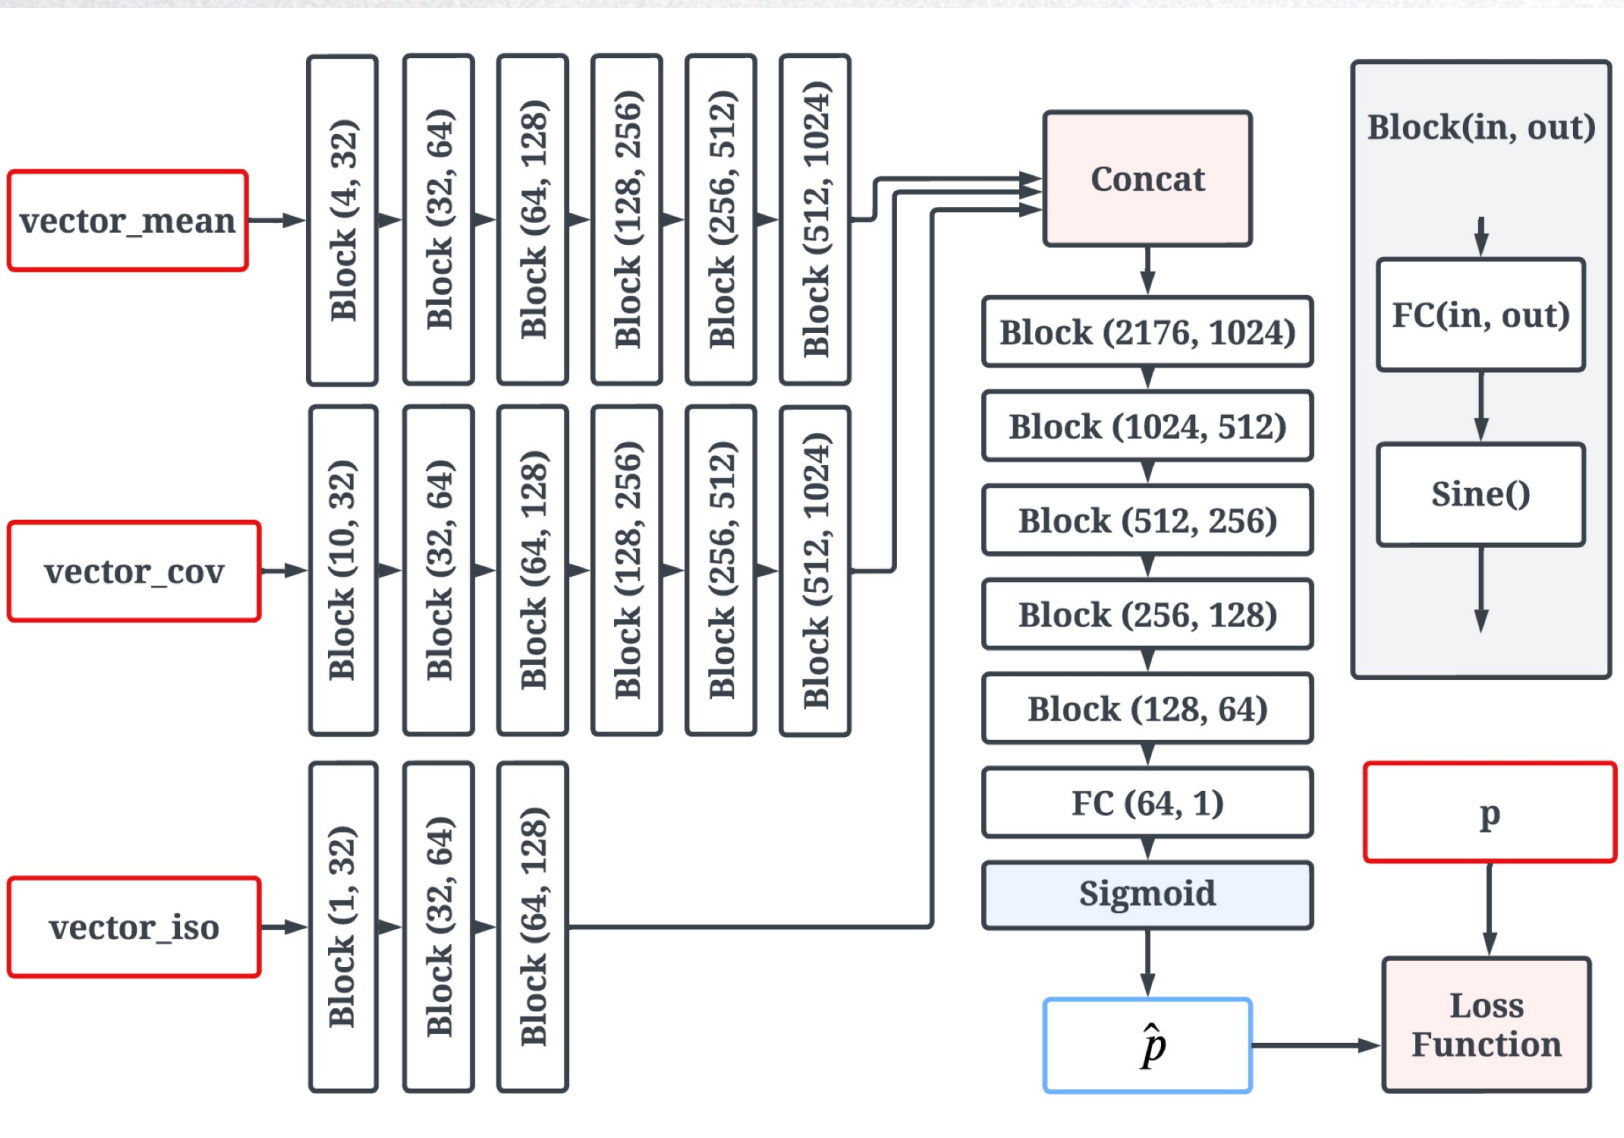 vector_mean
Block (4, 32)
Block (32, 64)
Block (64, 128)
Block (128, 256)
Block (256, 512)
Block (512, 1024)
vector_cov
Block (10, 32)
Block (32, 64)
Block (64, 128)
Block (128, 256)
Block (256, 512)
Block (512, 1024)
vector_iso
Block (1, 32)
Block (32, 64)
Block (64, 128)
Concat
Block (2176, 1024)
Block (1024, 512)
Block (512, 256)
Block (256, 128)
Block (128, 64)
FC (64, 1)
Sigmoid
p̂
Block(in, out)
FC(in, out)
Sine()
p
Loss
Function